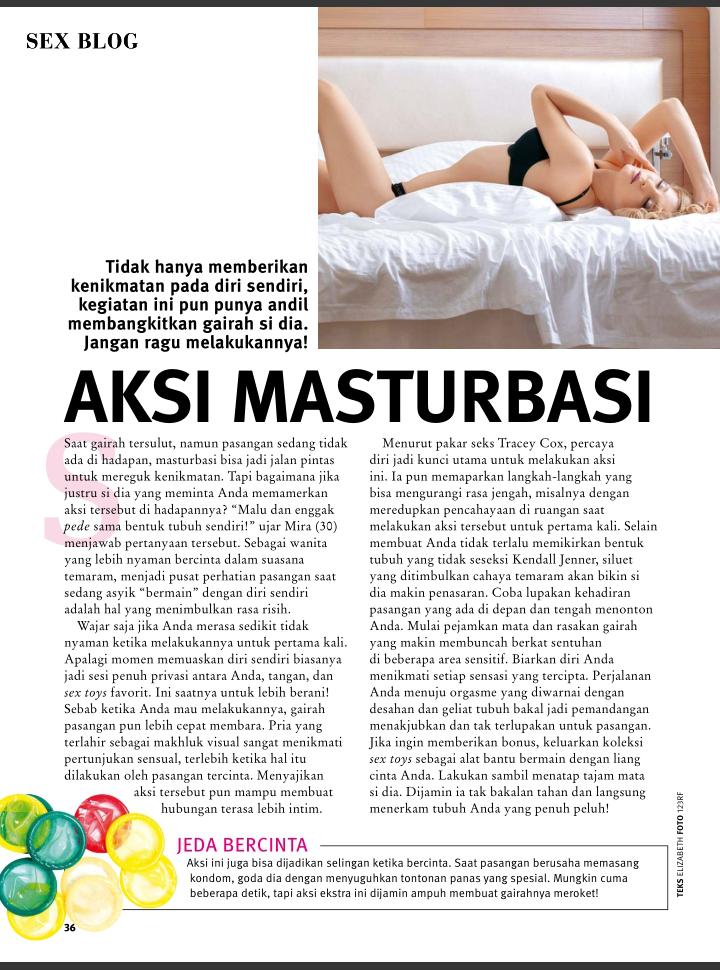 SEX BLOG
Tidak hanya memberikan
kenikmatan pada diri sendiri,
kegiatan ini pun punya andil
membangkitkan gairah si dia.
Jangan ragu melakukannya!
AKSI MASTURBASI
Saat gairah tersulut, namun pasangan sedang tidak
ada di hadapan, masturbasi bisa jadi jalan pintas
untuk mereguk kenikmatan. Tapi bagaimana jika
justru si dia yang meminta Anda memamerkan
aksi tersebut di hadapannya? “Malu dan enggak
pede sama bentuk tubuh sendiri!” ujar Mira (30)
menjawab pertanyaan tersebut. Sebagai wanita
yang lebih nyaman bercinta dalam suasana
temaram, menjadi pusat perhatian pasangan saat
sedang asyik “bermain” dengan diri sendiri
adalah hal yang menimbulkan rasa risih.
Wajar saja jika Anda merasa sedikit tidak
nyaman ketika melakukannya untuk pertama kali.
Apalagi momen memuaskan diri sendiri biasanya
jadi sesi penuh privasi antara Anda, tangan, dan
sex toys favorit. Ini saatnya untuk lebih berani!
Sebab ketika Anda mau melakukannya, gairah
pasangan pun lebih cepat membara. Pria yang
terlahir sebagai makhluk visual sangat menikmati
pertunjukan sensual, terlebih ketika hal itu
dilakukan oleh pasangan tercinta. Menyajikan
aksi tersebut pun mampu membuat
hubungan terasa lebih intim.
Menurut pakar seks Tracey Cox, percaya
diri jadi kunci utama untuk melakukan aksi
ini. Ia pun memaparkan langkah-langkah yang
bisa mengurangi rasa jengah, misalnya dengan
meredupkan pencahayaan di ruangan saat
melakukan aksi tersebut untuk pertama kali. Selain
membuat Anda tidak terlalu memikirkan bentuk
tubuh yang tidak seseksi Kendall Jenner, siluet
yang ditimbulkan cahaya temaram akan bikin si
dia makin penasaran. Coba lupakan kehadiran
pasangan yang ada di depan dan tengah menonton
Anda. Mulai pejamkan mata dan rasakan gairah
yang makin membuncah berkat sentuhan
di beberapa area sensitif. Biarkan diri Anda
menikmati setiap sensasi yang tercipta. Perjalanan
Anda menuju orgasme yang diwarnai dengan
desahan dan geliat tubuh bakal jadi pemandangan
menakjubkan dan tak terlupakan untuk pasangan.
Jika ingin memberikan bonus, keluarkan koleksi
sex toys sebagai alat bantu bermain dengan liang
cinta Anda. Lakukan sambil menatap tajam mata
si dia. Dijamin ia tak bakalan tahan dan langsung
menerkam tubuh Anda yang penuh peluh!
JEDA BERCINTA
Aksi ini juga bisa dijadikan selingan ketika bercinta. Saat pasangan berusaha memasang
kondom, goda dia dengan menyuguhkan tontonan panas yang spesial. Mungkin cuma
beberapa detik, tapi aksi ekstra ini dijamin ampuh membuat gairahnya meroket!
TEKS ELIZABETH FOTO 123RF
36